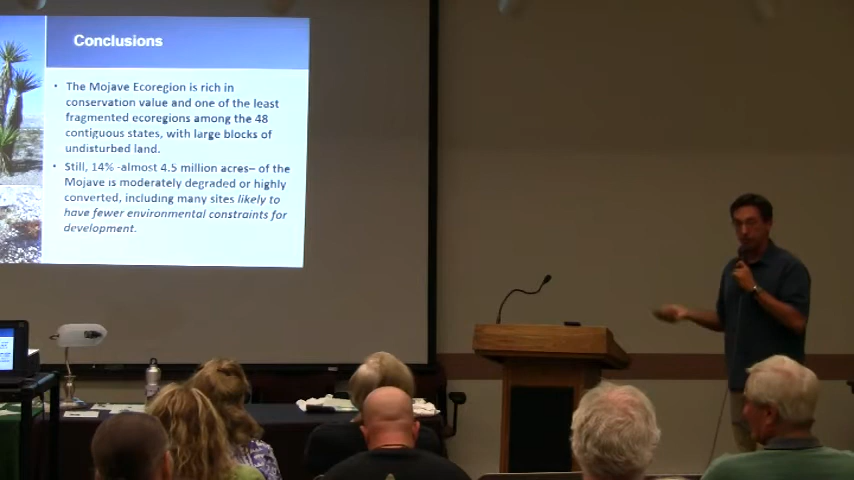 Conclusions
• The Mojave Ecoregion is rich in
conservation value and one of the least
fragmented ecoregions among the 48
contiguous states, with large blocks of
undisturbed land.
• Still, 14% -almost 4.5 million acres– of the
Mojave is moderately degraded or highly
converted, including many sites likely to
have fewer environmental constraints for
development.